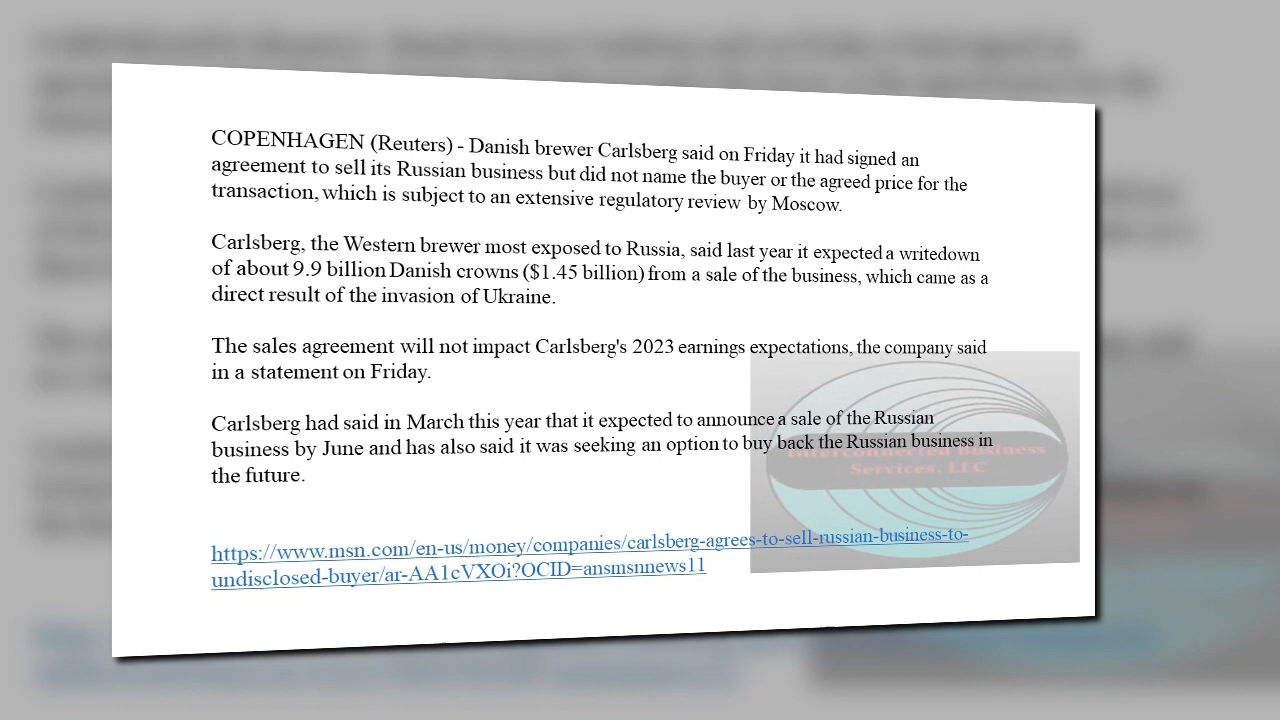 COPENHAGEN (Reuters) - Danish brewer Carlsberg said on Friday it had signed an
agreement to sell its Russian business but did not name the buyer or the agreed price for the
transaction, which is subject to an extensive regulatory review by Moscow.
Carlsberg, the Western brewer most exposed to Russia, said last year it expected a writedown
of about 9.9 billion Danish crowns ($1.45 billion) from a sale of the business, which came as a
direct result of the invasion of Ukraine.
The sales agreement will not impact Carlsberg's 2023 earnings expectations, the company said
in a statement on Friday.
Carlsberg had said in March this year that it expected to announce a sale of the Russian
business by June and has also said it was seeking an option to buy back the Russian business in
the future.
Interconnected Business
Services, LLC
https://www.msn.com/en-us/money/companies/carlsberg-agrees-to-sell-russian-business-to-
undisclosed-buyer/ar-AA1cVXOi?OCID=ansmsnnews11